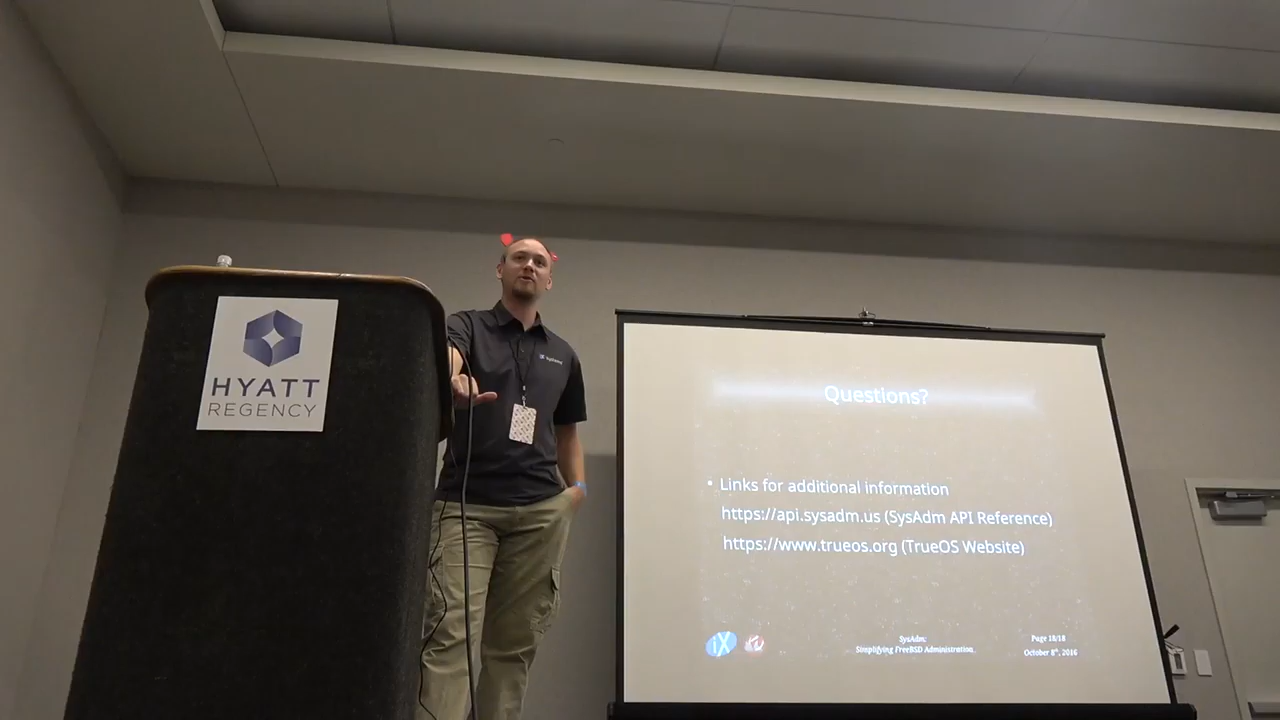 HYATT
REGENCY
Questions?
• Links for additional information
https://api.sysadm.us (SysAdm API Reference)
https://www.trueos.org (TrueOS Website)
iX
SysAdm:
Simplifying FreeBSD Administration
Page 18/18
October 8th, 2016